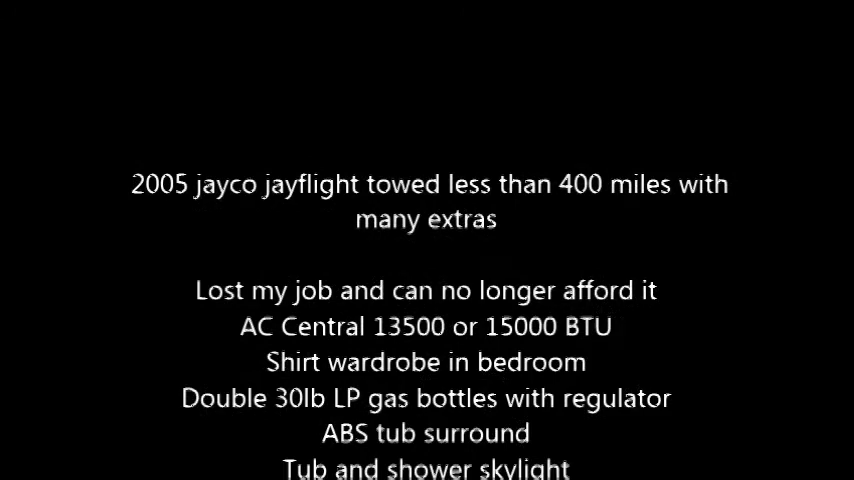 2005 jayco jayflight towed less than 400 miles with
many extras
Lost my job and can no longer afford it
AC Central 13500 or 15000 BTU
Shirt wardrobe in bedroom
Double 30lb LP gas bottles with regulator
ABS tub surround
Tub and shower skylight